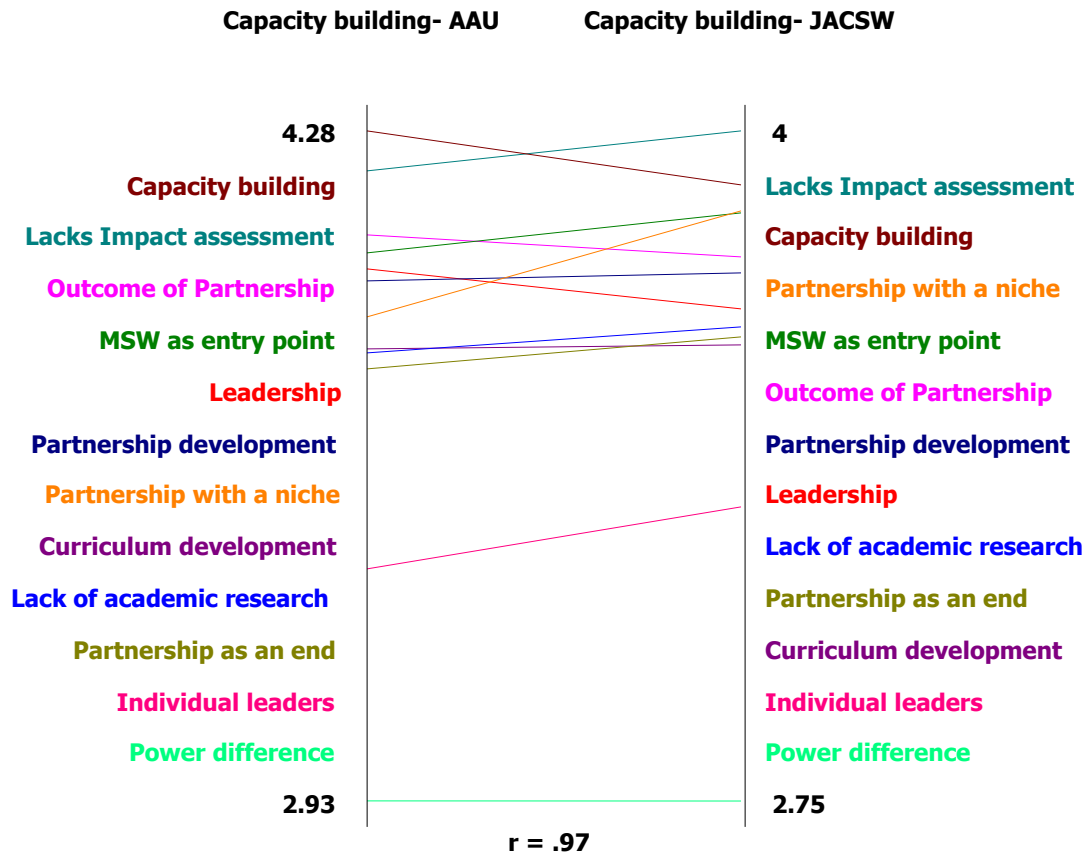 Capacity building- AAU Capacity building- JACSW
4.28 4
Capacity building Lacks Impact assessment
Lacks Impact assessment Capacity building
Outcome of Partnership Partnership with a niche
MSW as entry point MSW as entry point
Leadership Outcome of Partnership
Partnership development Partnership development
Partnership with a niche Leadership
Curriculum development Lack of academic research
Lack of academic research Partnership as an end
Partnership as an end Curriculum development
Individual leaders Individual leaders
Power difference Power difference
2.93 2.75
r = .97